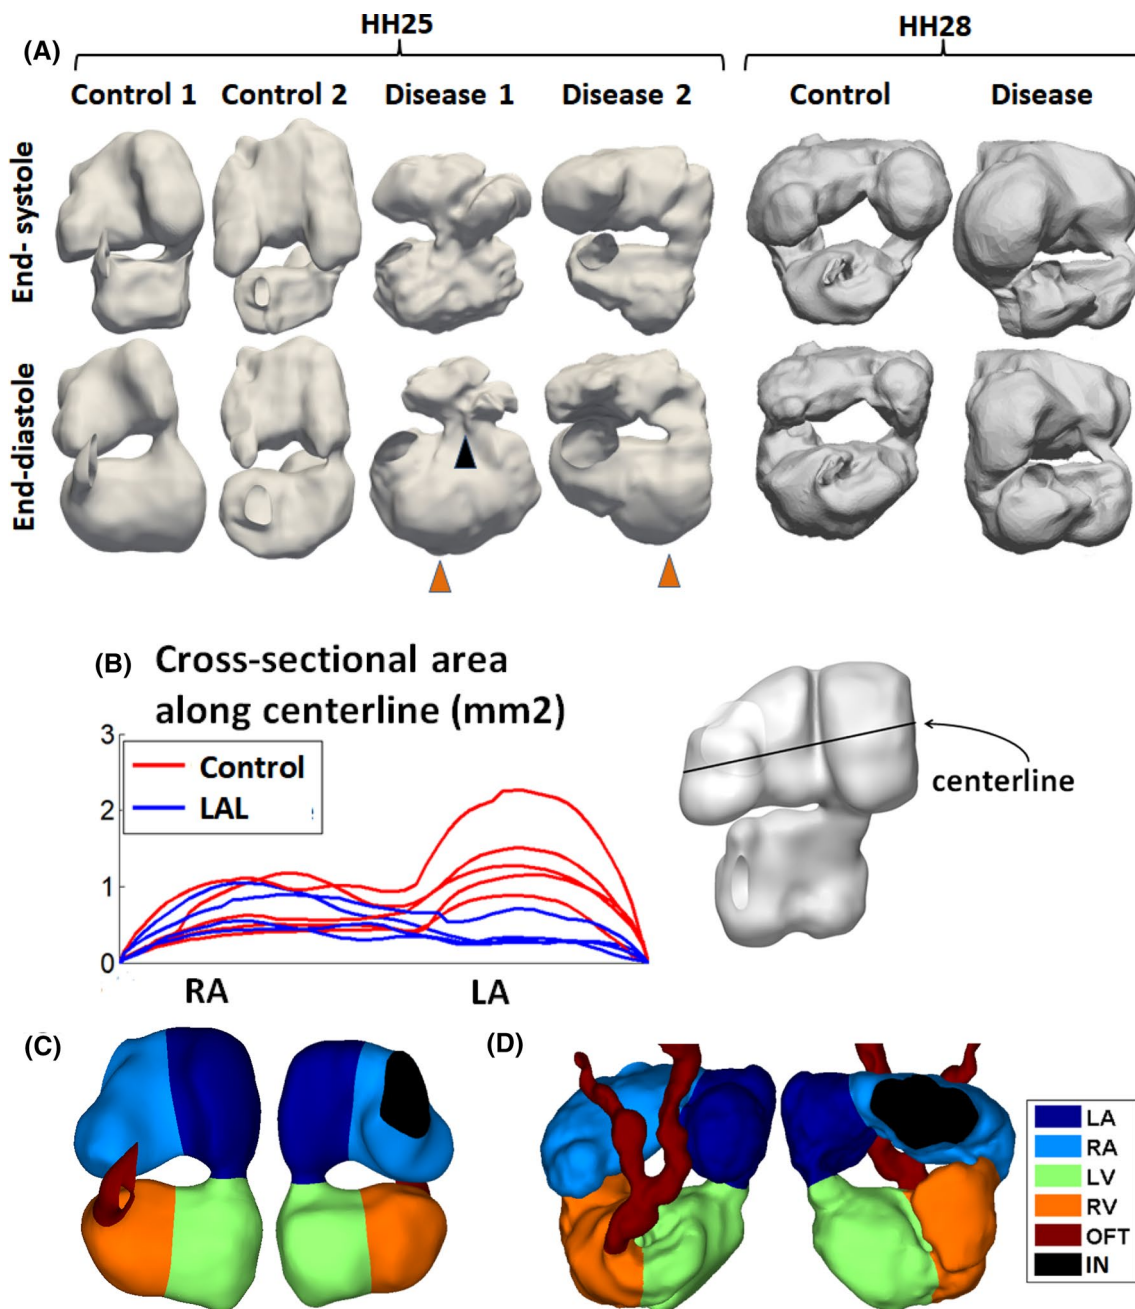 HH25
HH28
(A)
Control 1 Control 2 Disease 1 Disease 2 Control Disease
End- systole
End-diastole
(B) Cross-sectional area
along centerline (mm2)
3
Control
LAL
2
1
0
RA LA
centerline
(C)
(D)
LA
RA
LV
RV
OFT
IN